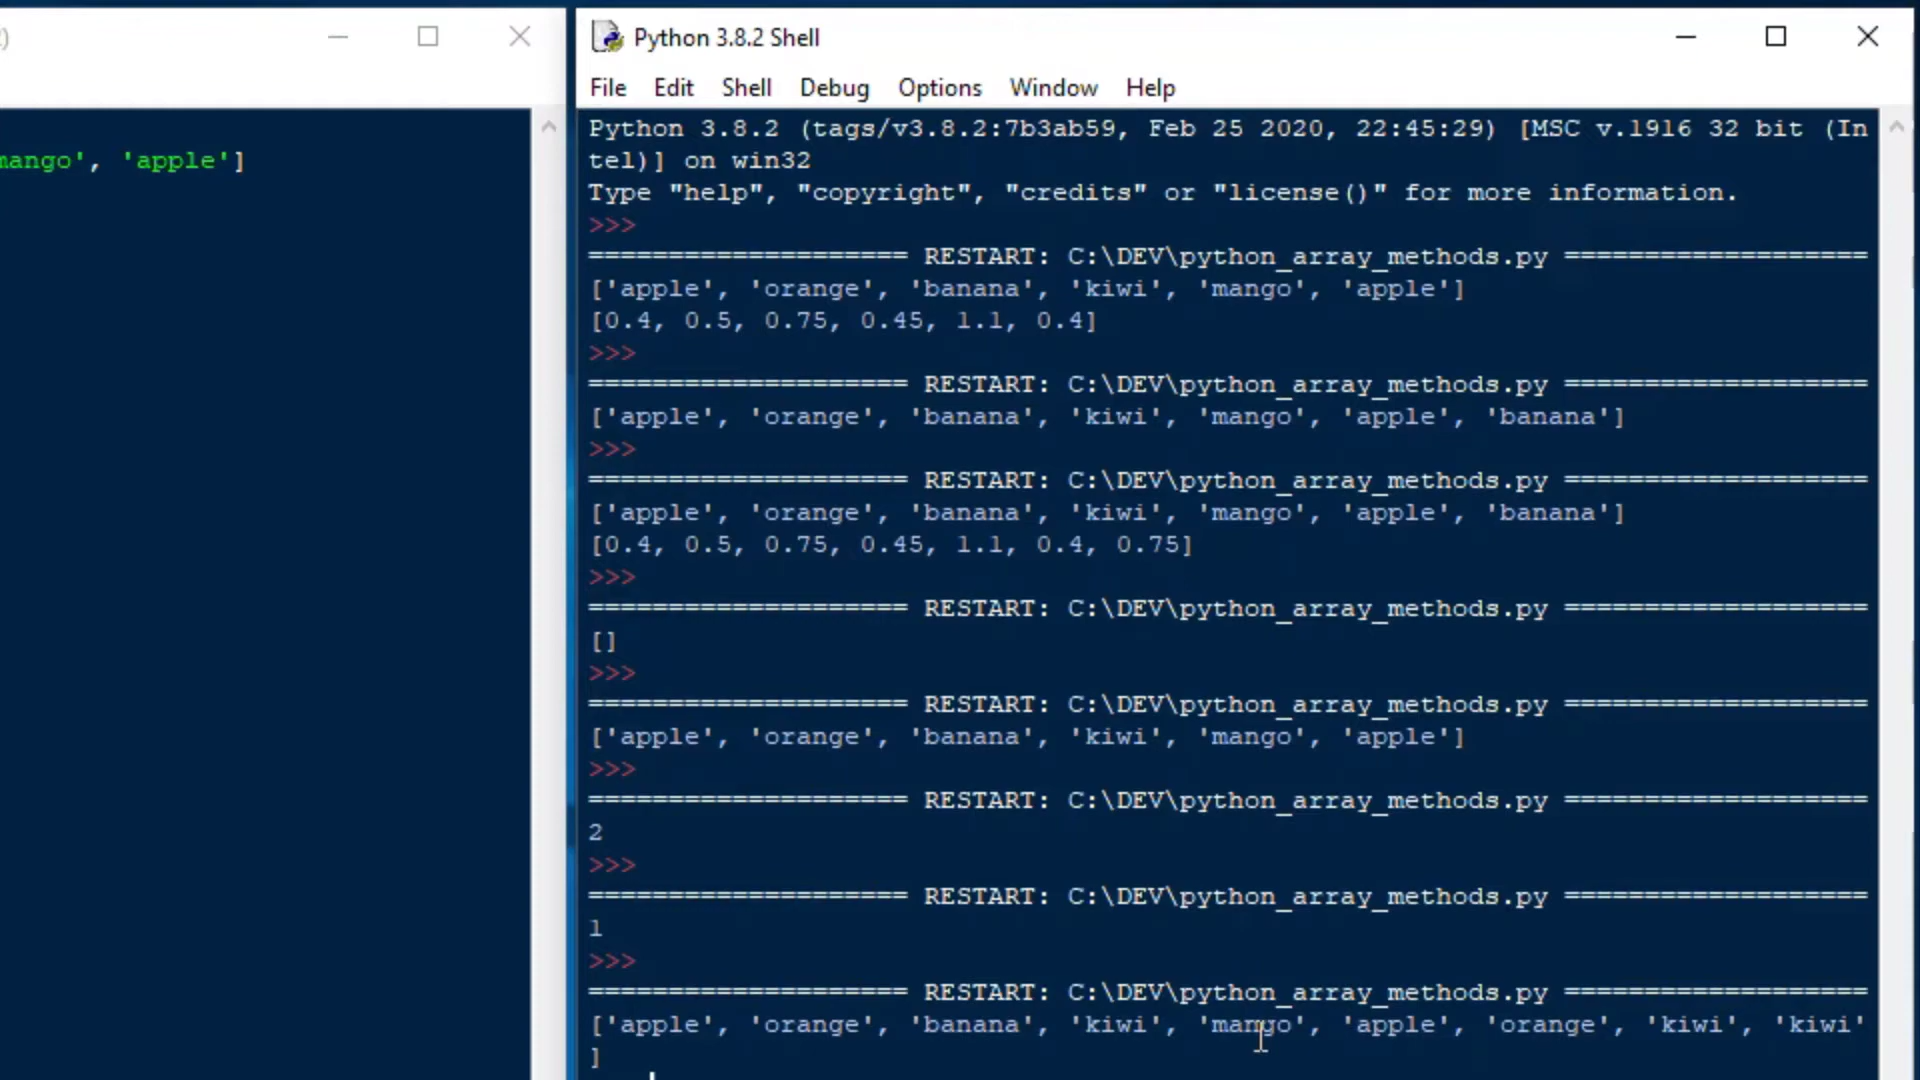 )
mango', 'apple']
Python 3.8.2 Shell
File Edit Shell Debug Options Window Help
Python 3.8.2 (tags/v3.8.2:7b3ab59, Feb 25 2020, 22:45:29) [MSC v.1916 32 bit (In
tel)] on win32
Type "help", "copyright", "credits" or "license()" for more information.
>>>
==================== RESTART: C:\DEV\python_array_methods.py ===================
['apple', 'orange', 'banana', 'kiwi', 'mango', 'apple']
[0.4, 0.5, 0.75, 0.45, 1.1, 0.4]
>>>
==================== RESTART: C:\DEV\python_array_methods.py ===================
['apple', 'orange', 'banana', 'kiwi', 'mango', 'apple', 'banana']
>>>
==================== RESTART: C:\DEV\python_array_methods.py ===================
['apple', 'orange', 'banana', 'kiwi', 'mango', 'apple', 'banana']
[0.4, 0.5, 0.75, 0.45, 1.1, 0.4, 0.75]
>>>
==================== RESTART: C:\DEV\python_array_methods.py ===================
[]
>>>
==================== RESTART: C:\DEV\python_array_methods.py ===================
['apple', 'orange', 'banana', 'kiwi', 'mango', 'apple']
>>>
==================== RESTART: C:\DEV\python_array_methods.py ===================
2
>>>
==================== RESTART: C:\DEV\python_array_methods.py ===================
1
>>>
==================== RESTART: C:\DEV\python_array_methods.py ===================
['apple', 'orange', 'banana', 'kiwi', 'mango', 'apple', 'orange', 'kiwi', 'kiwi'
]